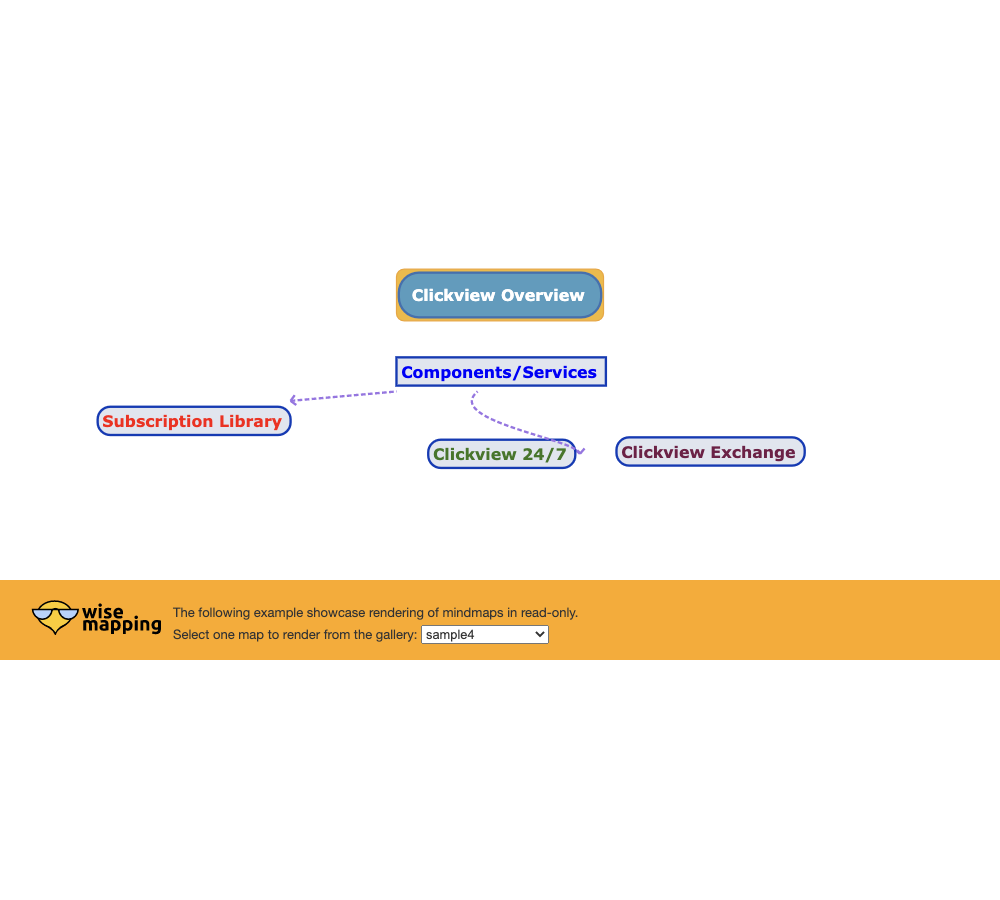 Clickview Overview
Components/Services
Subscription Library
Clickview 24/7
Clickview Exchange
wise
mapping
The following example showcase rendering of mindmaps in read-only.
Select one map to render from the gallery: sample4